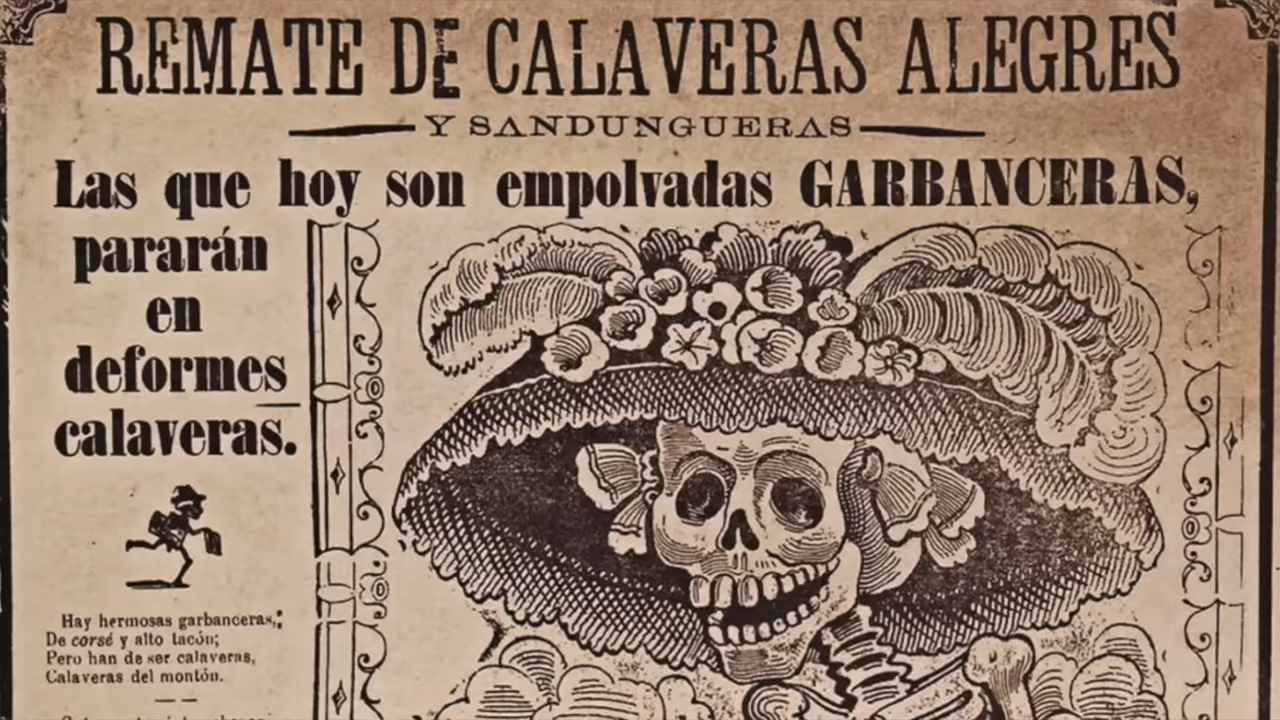 REMATE DE CALAVERAS ALEGRES
Y SANDUNGUERAS
Las que hoy son empolvadas GARBANCERAS,
pararán
en
deformes
calaveras.
Hay hermosas garbanceras,
De corsé y alto tacón;
Pero han de ser calaveras,
Calaveras del montón.